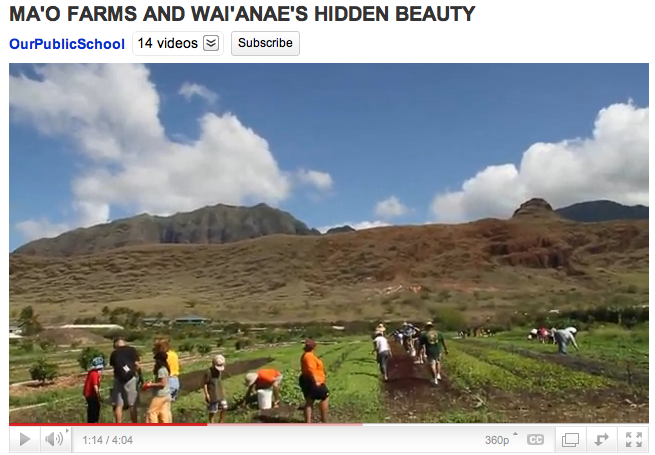 MA'O FARMS AND WAI'ANAE'S HIDDEN BEAUTY
OurPublicSchool 14 videos Subscribe
1:14 / 4:04 360p CC